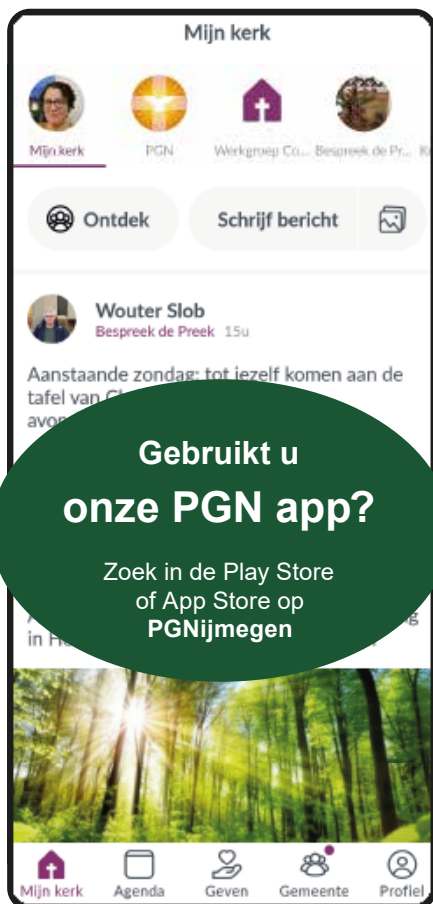 Mijn kerk
Mijn kerk
PGN
Werkgroep Co...
Bespreek de Pr...
Ontdek
Schrijf bericht
Wouter Slob
Bespreek de Preek 15u
Aanstaande zondag: tot jezelf komen aan de
tafel van
Gebruikt u
onze PGN app?
Zoek in de Play Store
of App Store op
PGNijmegen
in
Mijn kerk
Agenda
Geven
Gemeente
Profiel